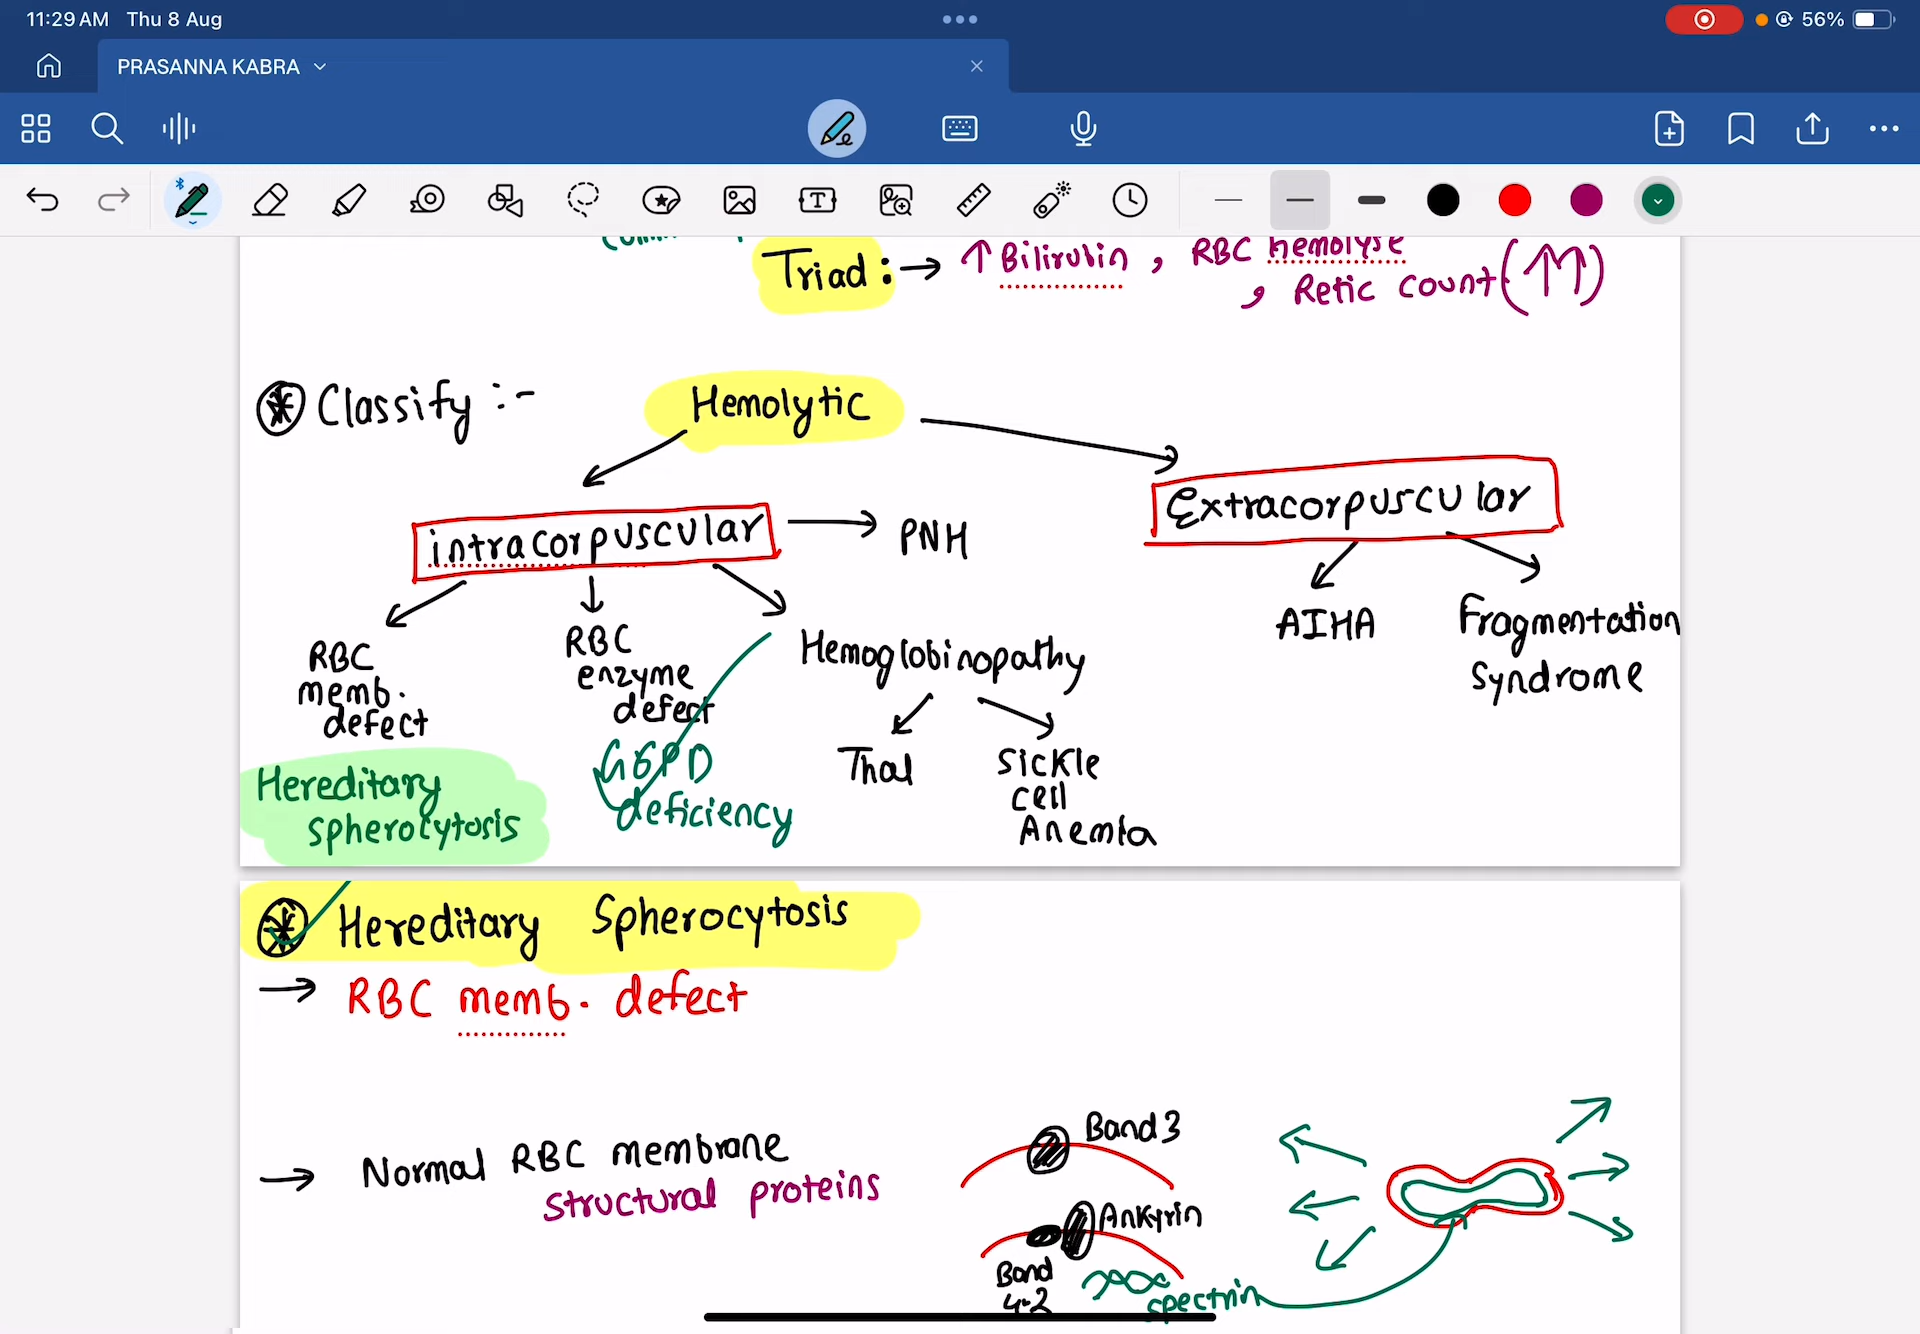 11:29 AM Thu 8 Aug
56%
PRASANNA KABRA
Triad : → ↑ Bilirubin , RBC hemolyse
, Retic count (↑↑)
Classify :-
Hemolytic
intracorpuscular → PNH
Extracorpuscular
RBC
memb.
defect
RBC
enzyme
defect
Hemoglobinopathy
AIHA
Fragmentation
Syndrome
Hereditary
spherocytosis
G6PD
deficiency
Thal
Sickle
cell
Anemia
Hereditary Spherocytosis
→ RBC memb. defect
→ Normal RBC membrane
structural proteins
Band 3
Ankyrin
Band
4.2
spectrin